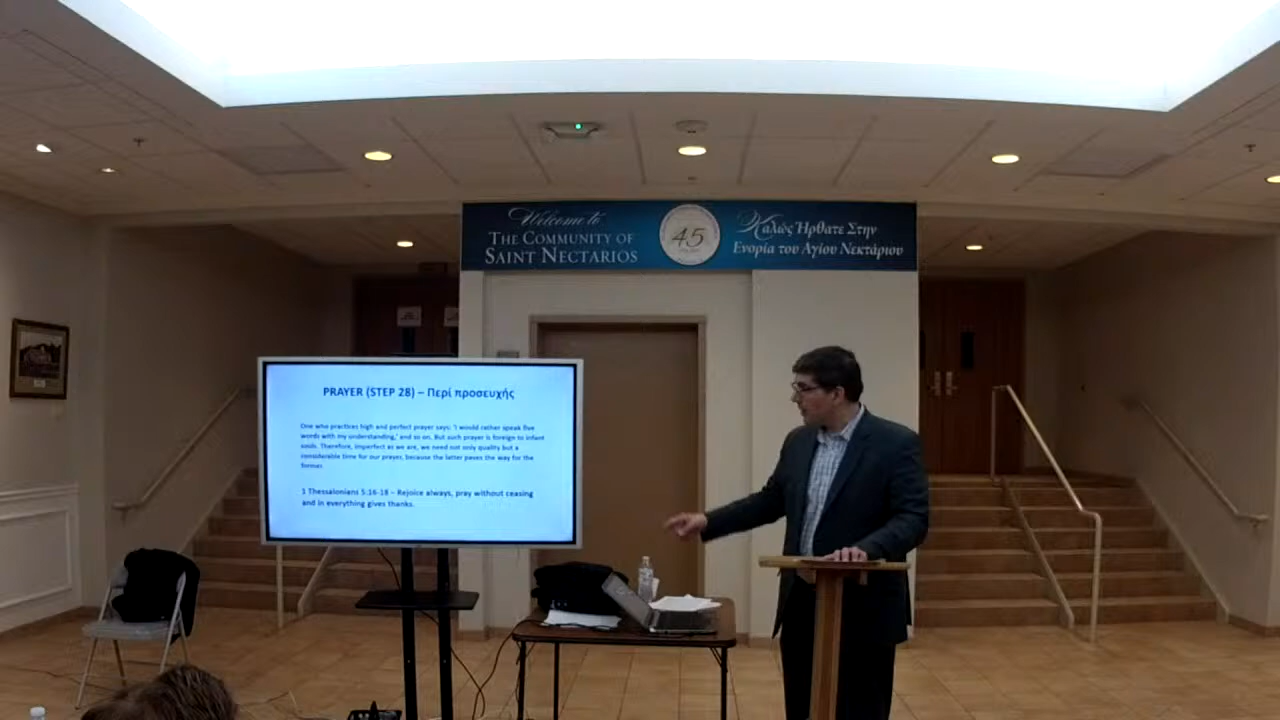 Welcome to
THE COMMUNITY OF
SAINT NECTARIOS
45
Καλώς Ήρθατε Στην
Ενορία του Αγίου Νεκτάριου
PRAYER (STEP 28) – Περί προσευχής
One who practices high and perfect prayer says: 'I would rather speak five
words with my understanding,' and so on. But such prayer is foreign to infant
souls. Therefore, imperfect as we are, we need not only quality but a
considerable time for our prayer, because the latter paves the way for the
former.
1 Thessalonians 5:16-18 – Rejoice always, pray without ceasing
and in everything gives thanks.